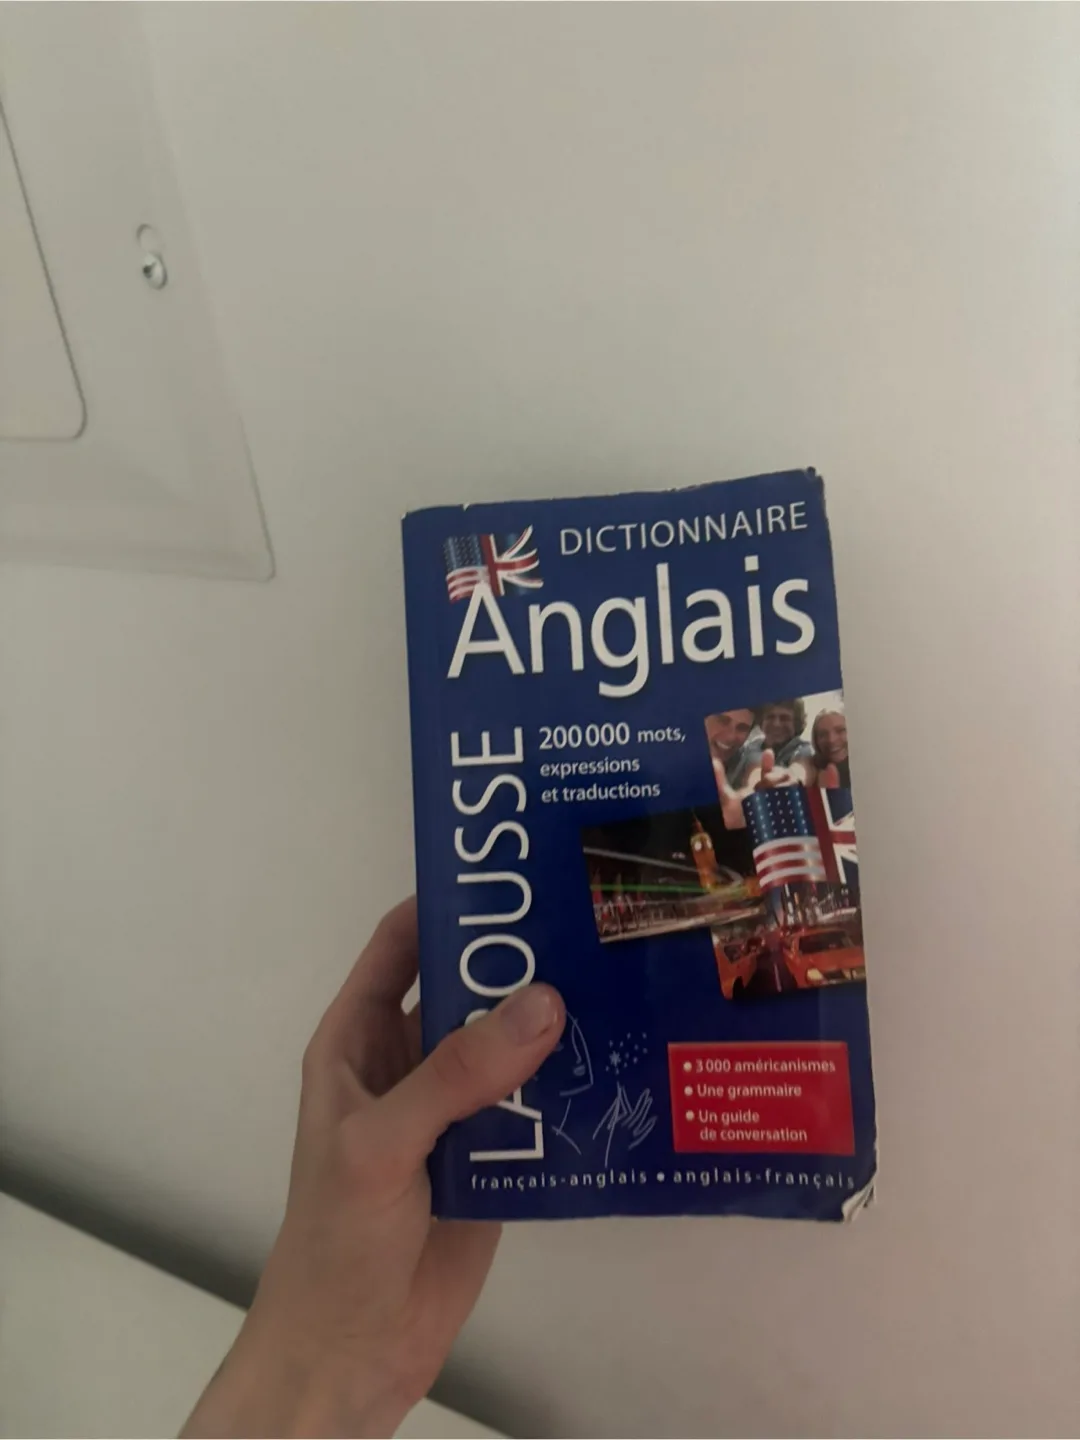 DICTIONNAIRE
Anglais
LAROUSSE
200 000 mots,
expressions
et traductions
• 3 000 américanismes
• Une grammaire
• Un guide
de conversation
français-anglais • anglais-français